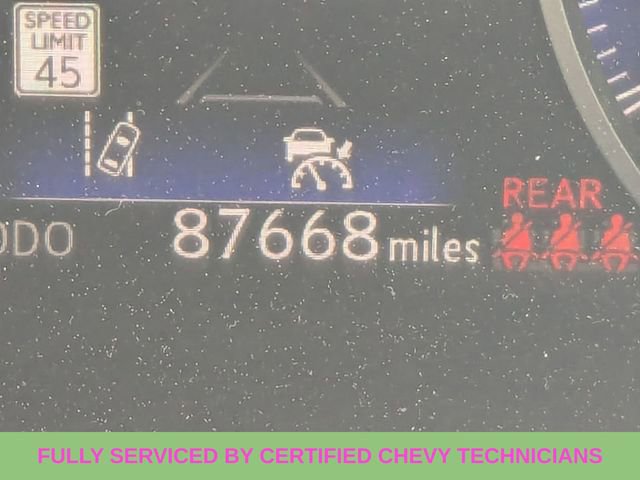 SPEED
LIMIT
45
REAR
ODO 87668 miles
FULLY SERVICED BY CERTIFIED CHEVY TECHNICIANS